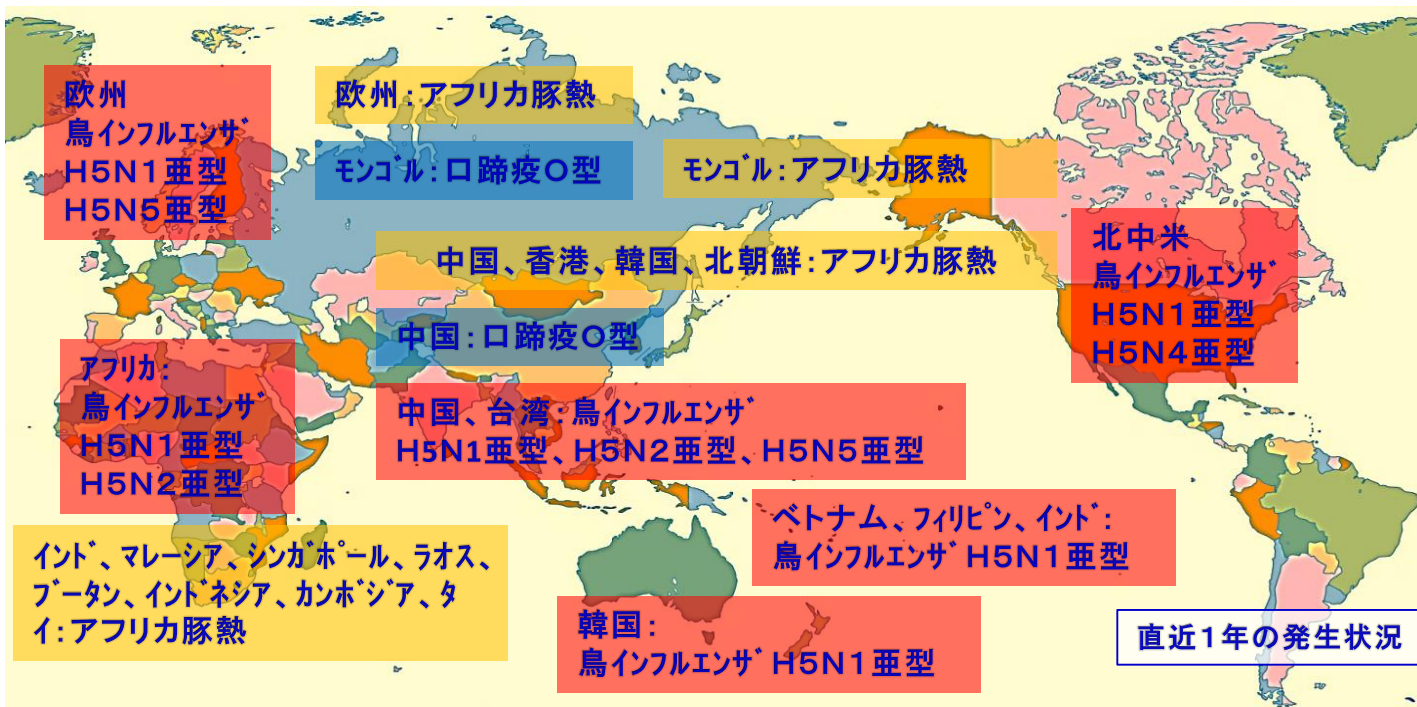 欧州
鳥ｲﾝﾌﾙｴﾝｻﾞ
H5N1亜型
H5N5亜型
欧州：アフリカ豚熱
ﾓﾝｺﾞﾙ：口蹄疫O型
ﾓﾝｺﾞﾙ：アフリカ豚熱
中国、香港、韓国、北朝鮮：アフリカ豚熱
中国：口蹄疫O型
北中米
鳥ｲﾝﾌﾙｴﾝｻﾞ
H5N1亜型
H5N4亜型
ｱﾌﾘｶ：
鳥ｲﾝﾌﾙｴﾝｻﾞ
H5N1亜型
H5N2亜型
中国、台湾：鳥ｲﾝﾌﾙｴﾝｻﾞ
H5N1亜型、H5N2亜型、H5N5亜型
ベトナム、ﾌｨﾘﾋﾟﾝ、ｲﾝﾄﾞ：
鳥ｲﾝﾌﾙｴﾝｻﾞH5N1亜型
ｲﾝﾄﾞ、ﾏﾚｰｼｱ、ｼﾝｶﾞﾎﾟｰﾙ、ﾗｵｽ、
ﾌﾞｰﾀﾝ、ｲﾝﾄﾞﾈｼｱ、ｶﾝﾎﾞｼﾞｱ、ﾀ
ｲ：アフリカ豚熱
韓国：
鳥ｲﾝﾌﾙｴﾝｻﾞH5N1亜型
直近1年の発生状況